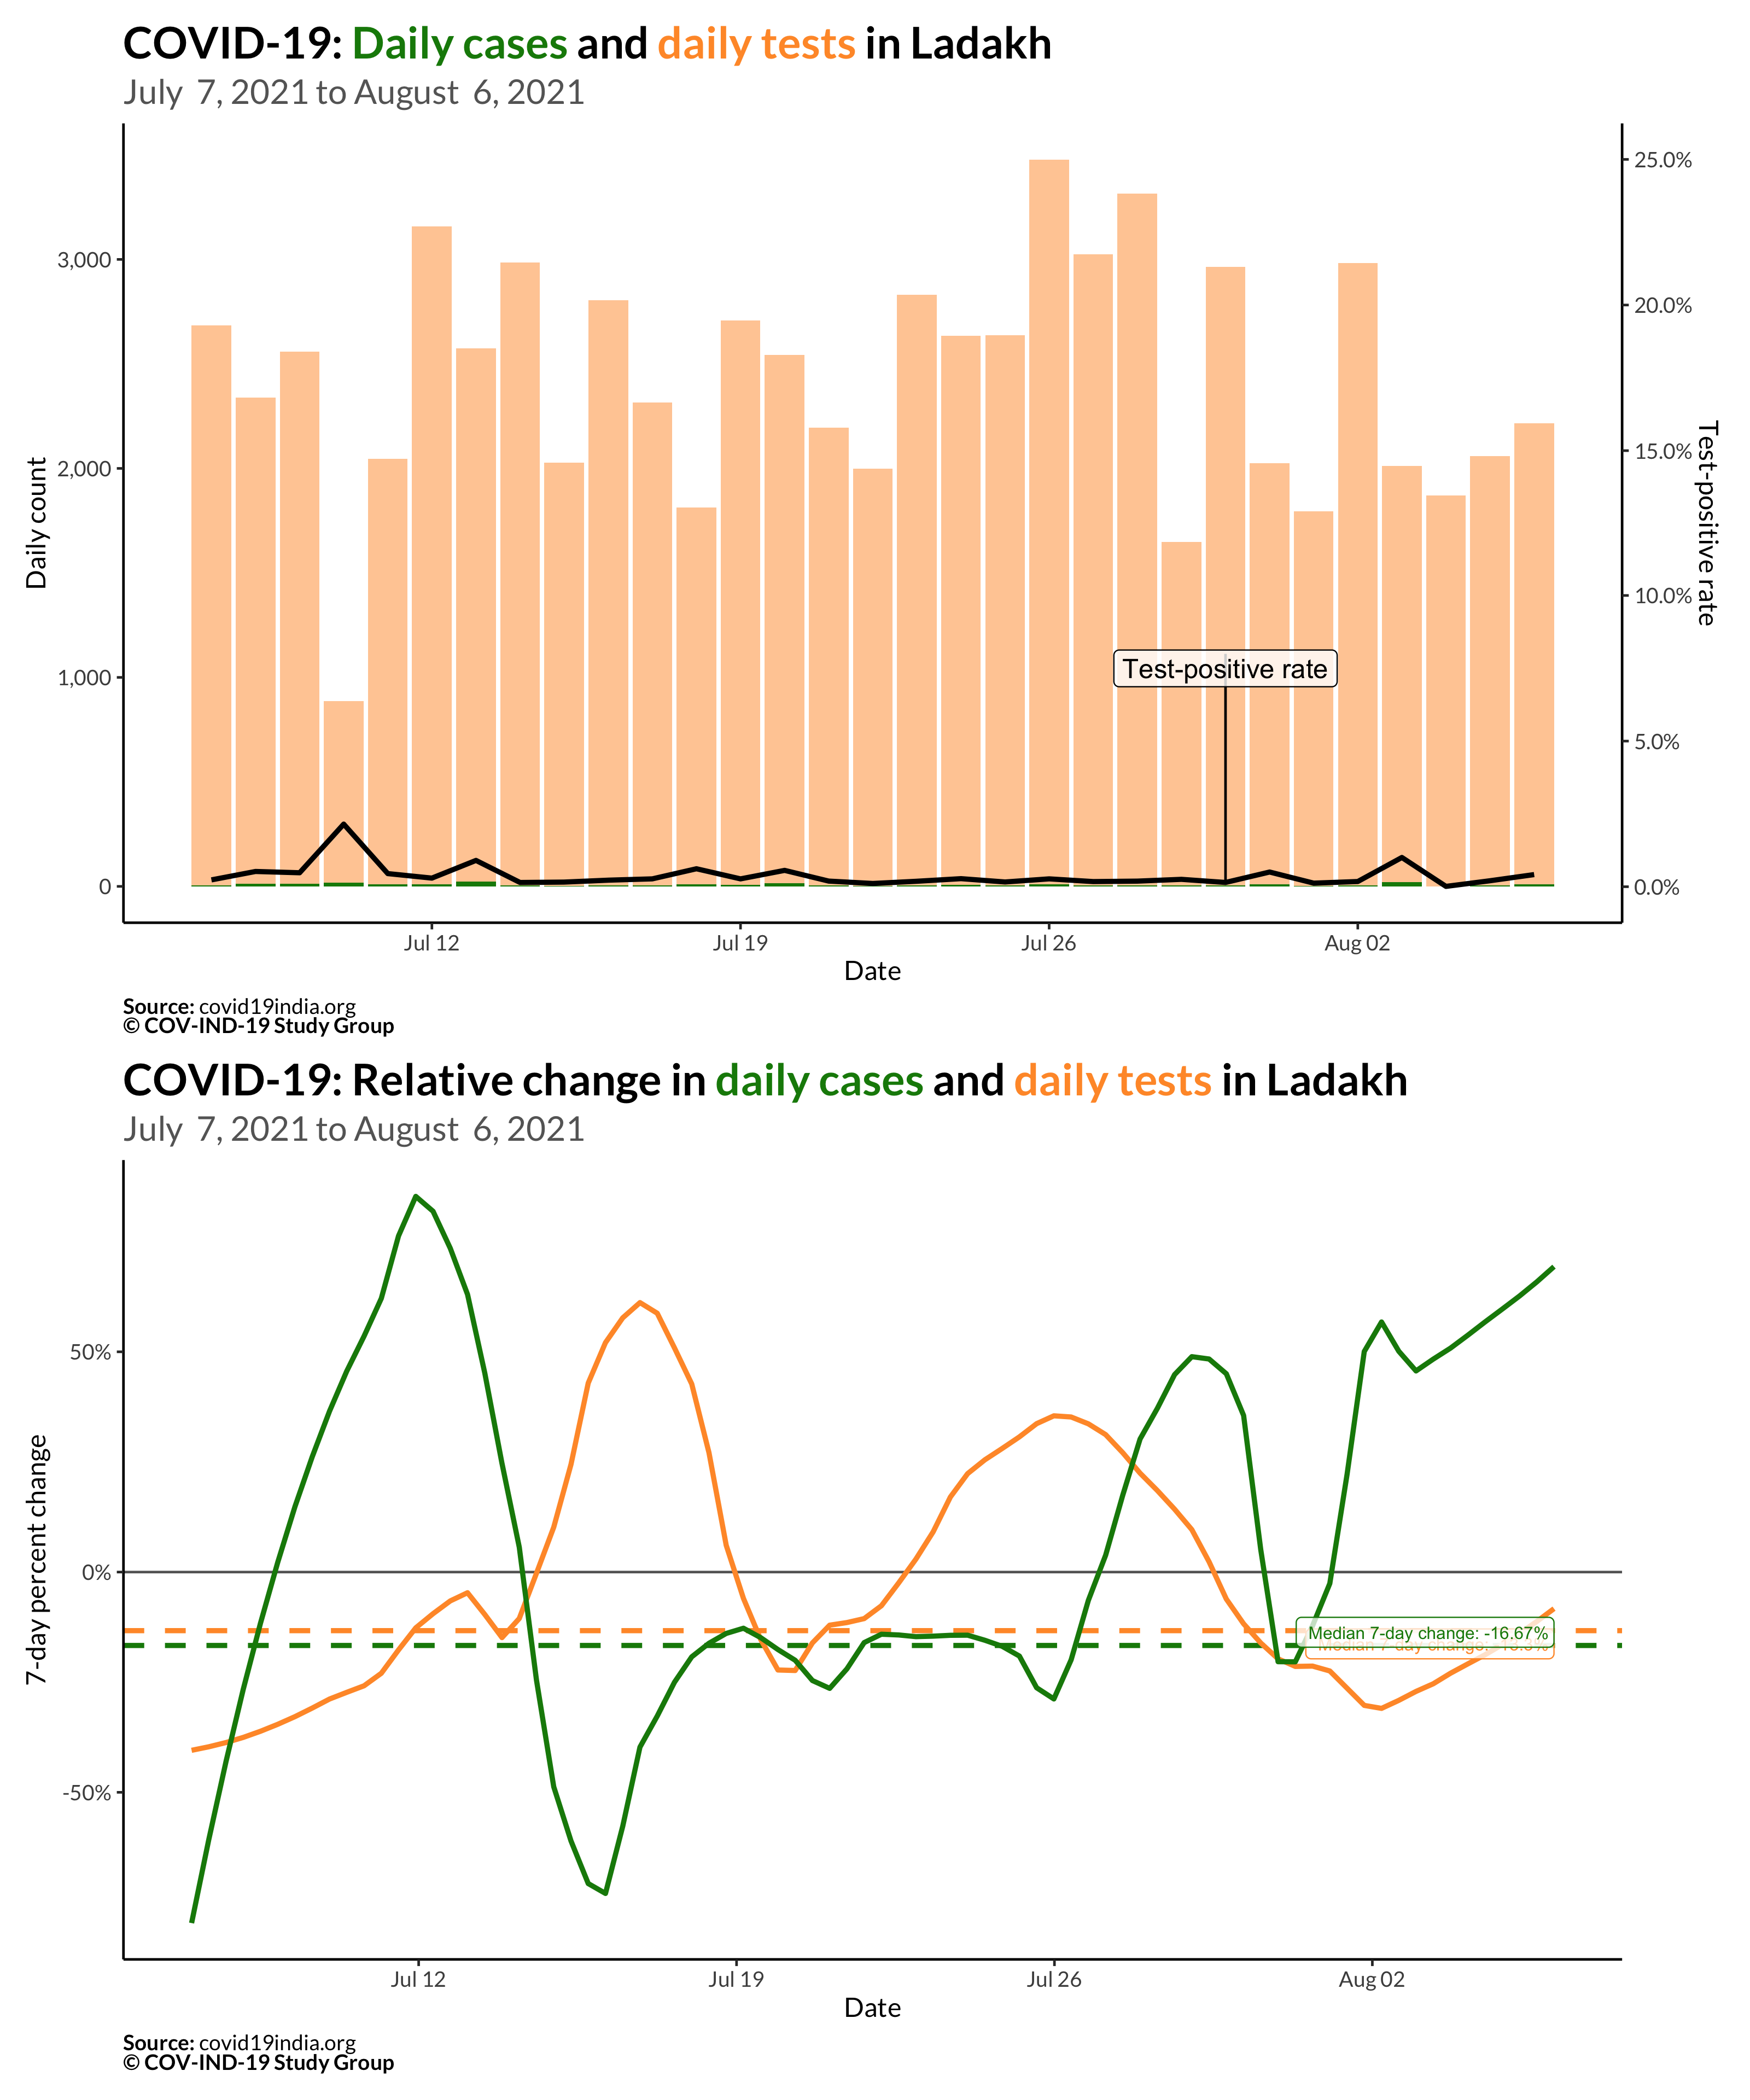 COVID-19: Daily cases and daily tests in Ladakh
July 7, 2021 to August 6, 2021
Daily count
3,000
2,000
1,000
0
25.0%
20.0%
15.0%
10.0%
5.0%
0.0%
Test-positive rate
Test-positive rate
Jul 12
Jul 19
Jul 26
Aug 02
Date
Source: covid19india.org
© COV-IND-19 Study Group
COVID-19: Relative change in daily cases and daily tests in Ladakh
July 7, 2021 to August 6, 2021
7-day percent change
50%
0%
-50%
Median 7-day change: -16.67%
Median 7-day change:
Jul 12
Jul 19
Jul 26
Aug 02
Date
Source: covid19india.org
© COV-IND-19 Study Group